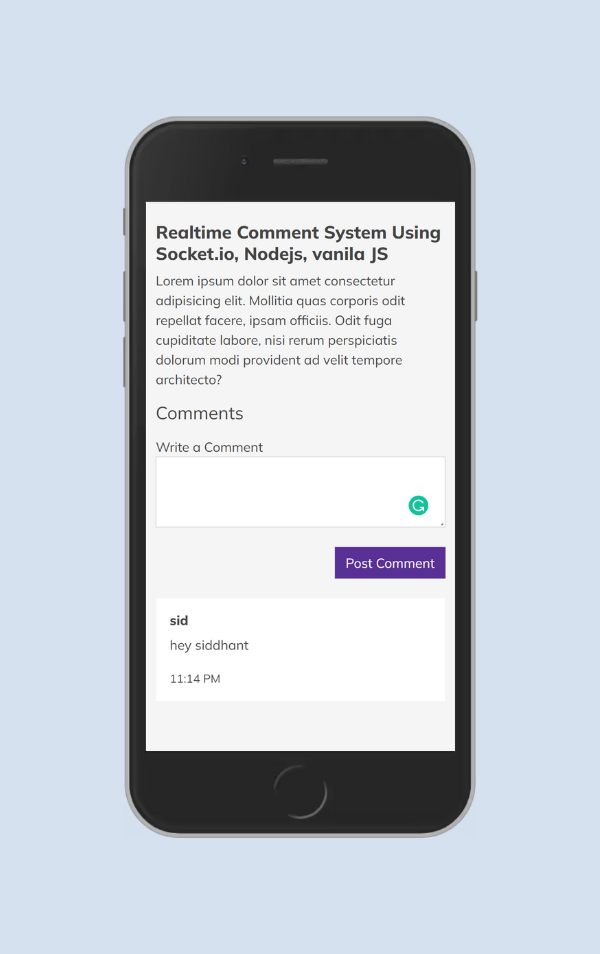 Realtime Comment System Using
Socket.io, Nodejs, vanila JS
Lorem ipsum dolor sit amet consectetur
adipisicing elit. Mollitia quas corporis odit
repellat facere, ipsam officiis. Odit fuga
cupiditate labore, nisi rerum perspiciatis
dolorum modi provident ad velit tempore
architecto?
Comments
Write a Comment
Post Comment
sid
hey siddhant
11:14 PM